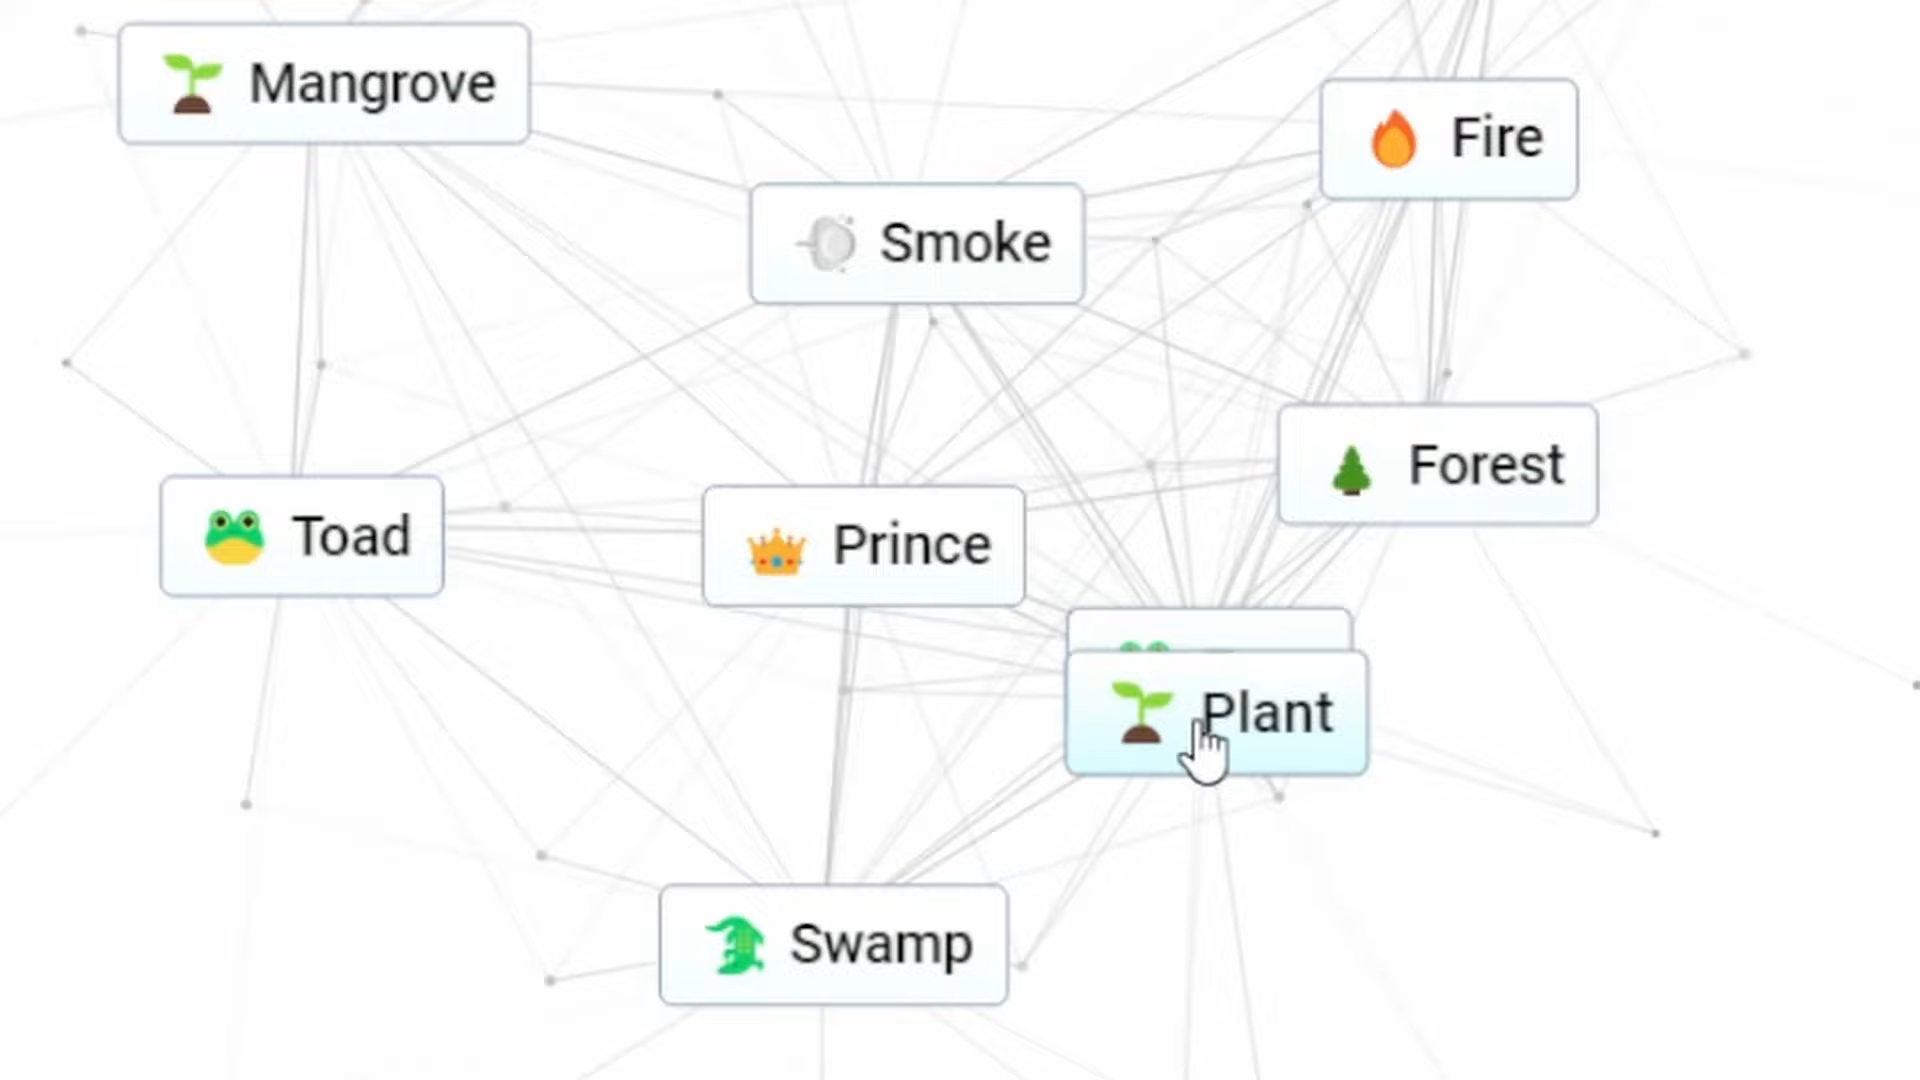 Mangrove
Fire
Smoke
Forest
Toad
Prince
Plant
Swamp